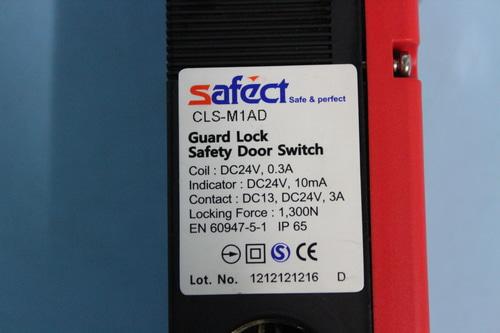 Saféct Safe & perfect
CLS-M1AD
Guard Lock
Safety Door Switch
Coil : DC24V, 0.3A
Indicator : DC24V, 10mA
Contact : DC13, DC24V, 3A
Locking Force : 1,300N
EN 60947-5-1 IP 65
S CE
Lot. No. 1212121216 D